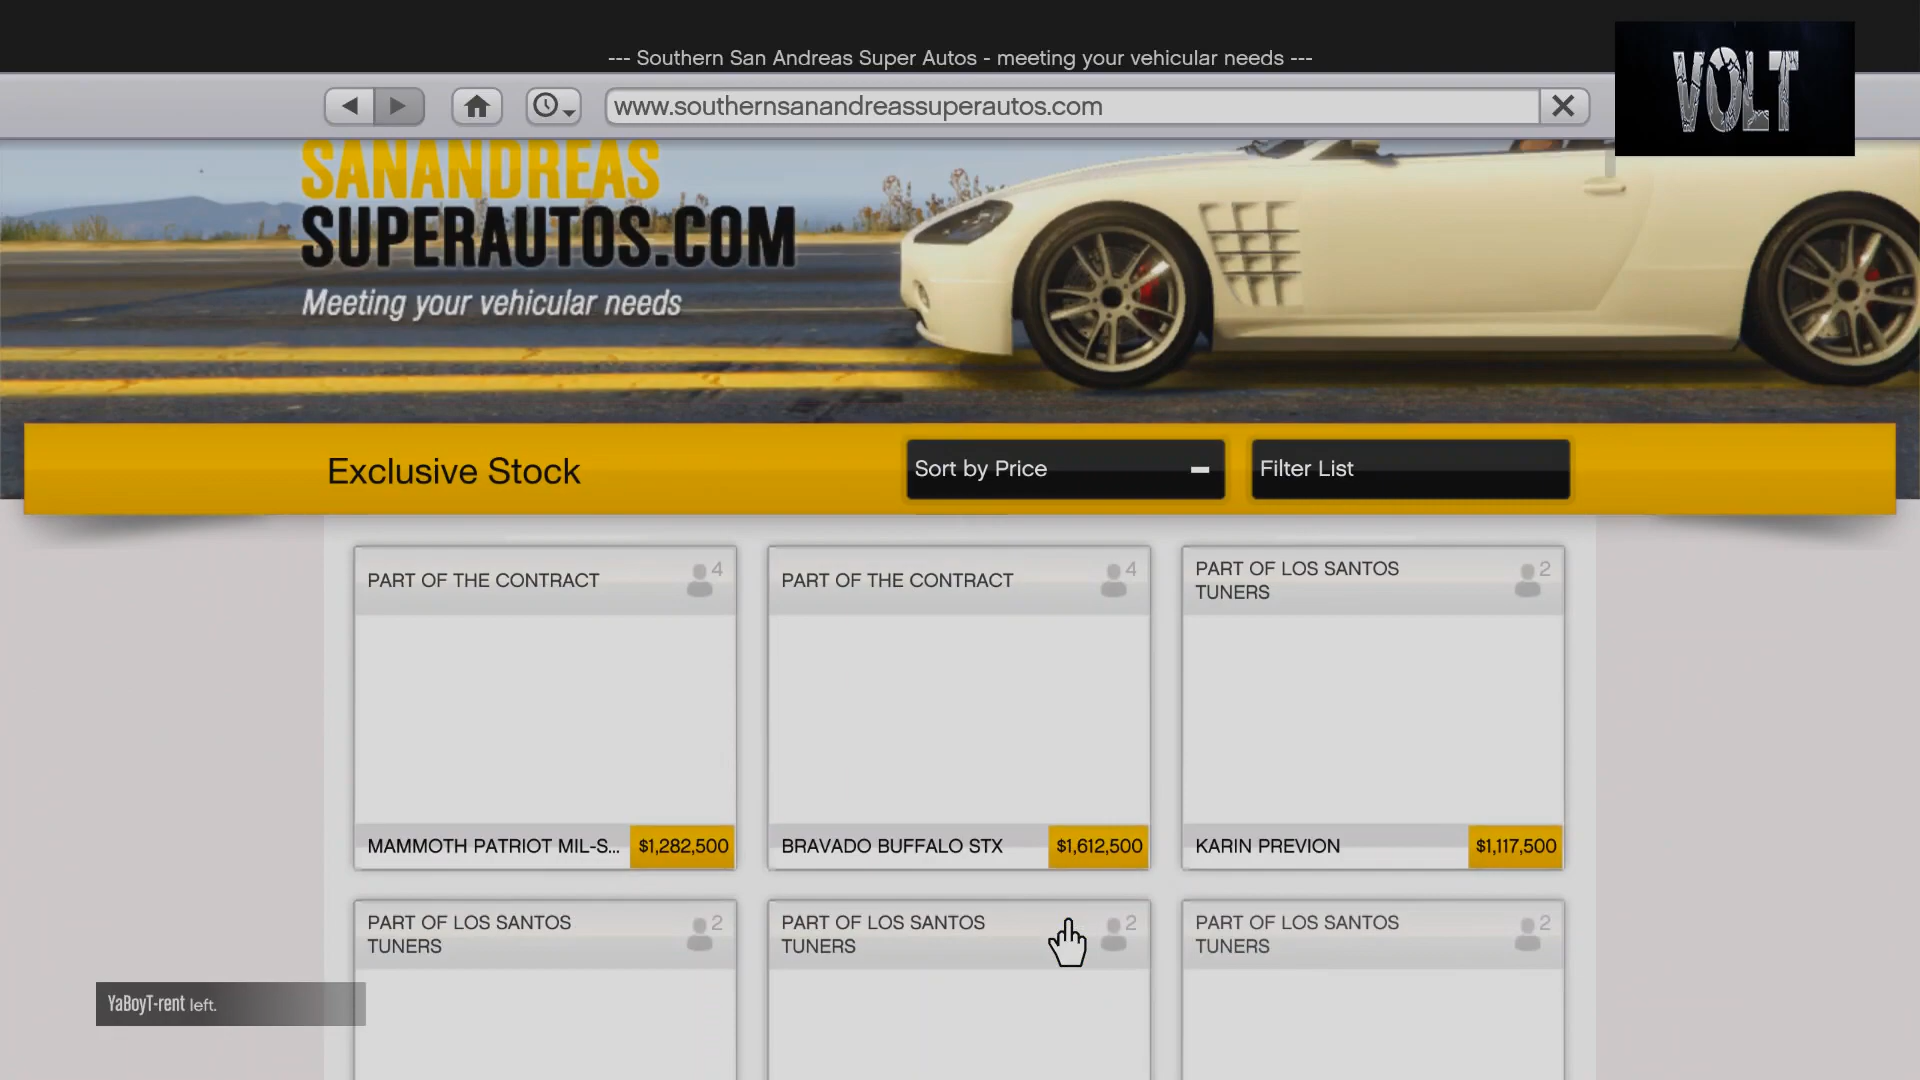 --- Southern San Andreas Super Autos - meeting your vehicular needs ---
VOLT
www.southernsanandreassuperautos.com
SANANDREAS
SUPERAUTOS.COM
Meeting your vehicular needs
Exclusive Stock
Sort by Price
Filter List
PART OF THE CONTRACT
4
MAMMOTH PATRIOT MIL-S...
$1,282,500
PART OF THE CONTRACT
4
BRAVADO BUFFALO STX
$1,612,500
PART OF LOS SANTOS
TUNERS
2
KARIN PREVION
$1,117,500
PART OF LOS SANTOS
TUNERS
2
PART OF LOS SANTOS
TUNERS
2
PART OF LOS SANTOS
TUNERS
2
YaBoyT-rent left.